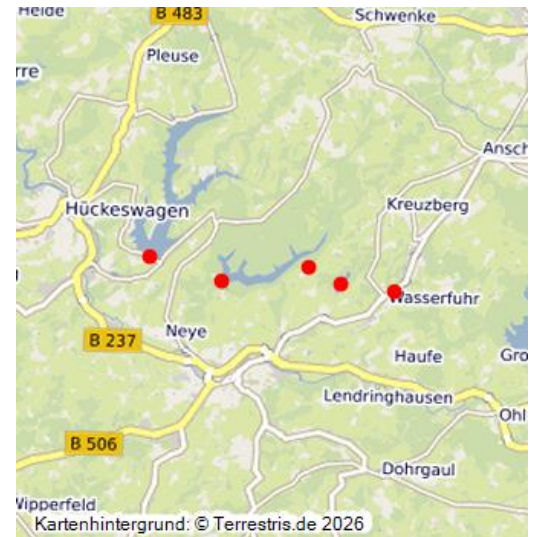 Heide
B 483
Schwenke
Pleuse
rre
Ansch
Kreuzberg
Hückeswagen
Wasserfuhr
Neye
B 237
Haufe
Gro
Lendringhausen
Ohl
B 506
Dohrgaul
Wipperfeld
Kartenhintergrund: © Terrestris.de 2026